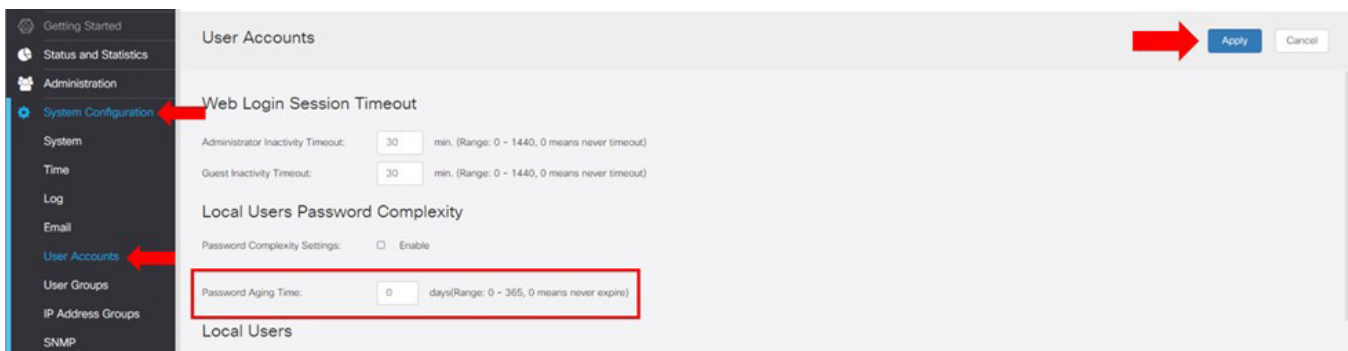 Getting Started
Status and Statistics
Administration
System Configuration
System
Time
Log
Email
User Accounts
User Groups
IP Address Groups
SNMP
User Accounts
Apply
Cancel
Web Login Session Timeout
Administrator Inactivity Timeout: 30 min. (Range: 0 - 1440, 0 means never timeout)
Guest Inactivity Timeout: 30 min. (Range: 0 - 1440, 0 means never timeout)
Local Users Password Complexity
Password Complexity Settings: Enable
Password Aging Time: 0 days(Range: 0 - 365, 0 means never expire)
Local Users